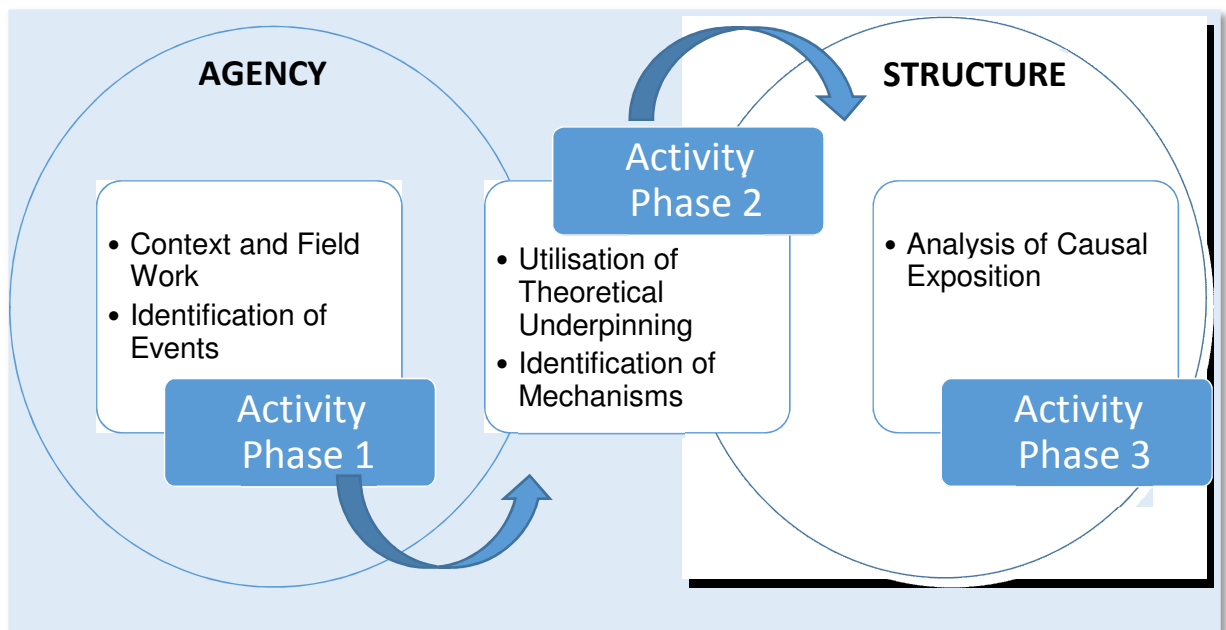 AGENCY
STRUCTURE
• Context and Field
Work
• Identification of
Events
Activity
Phase 1
Activity
Phase 2
• Utilisation of
Theoretical
Underpinning
• Identification of
Mechanisms
• Analysis of Causal
Exposition
Activity
Phase 3